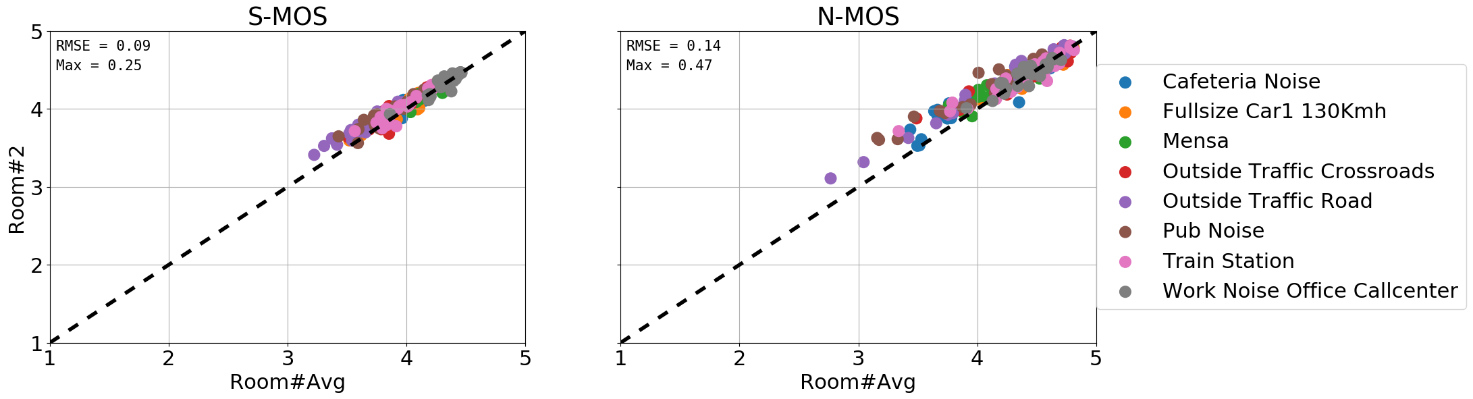 S-MOS
RMSE = 0.09
Max = 0.25
5
4
3
2
1
1 2 3 4 5
Room#2
Room#Avg
N-MOS
RMSE = 0.14
Max = 0.47
1 2 3 4 5
Room#Avg
Cafeteria Noise
Fullsize Car1 130Kmh
Mensa
Outside Traffic Crossroads
Outside Traffic Road
Pub Noise
Train Station
Work Noise Office Callcenter